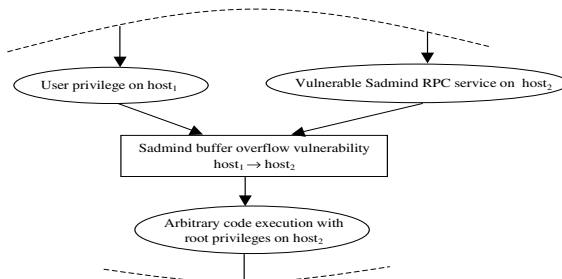 User privilege on host₁
Vulnerable Sadmind RPC service on host₂
Sadmind buffer overflow vulnerability
host₁ → host₂
Arbitrary code execution with
root privileges on host₂